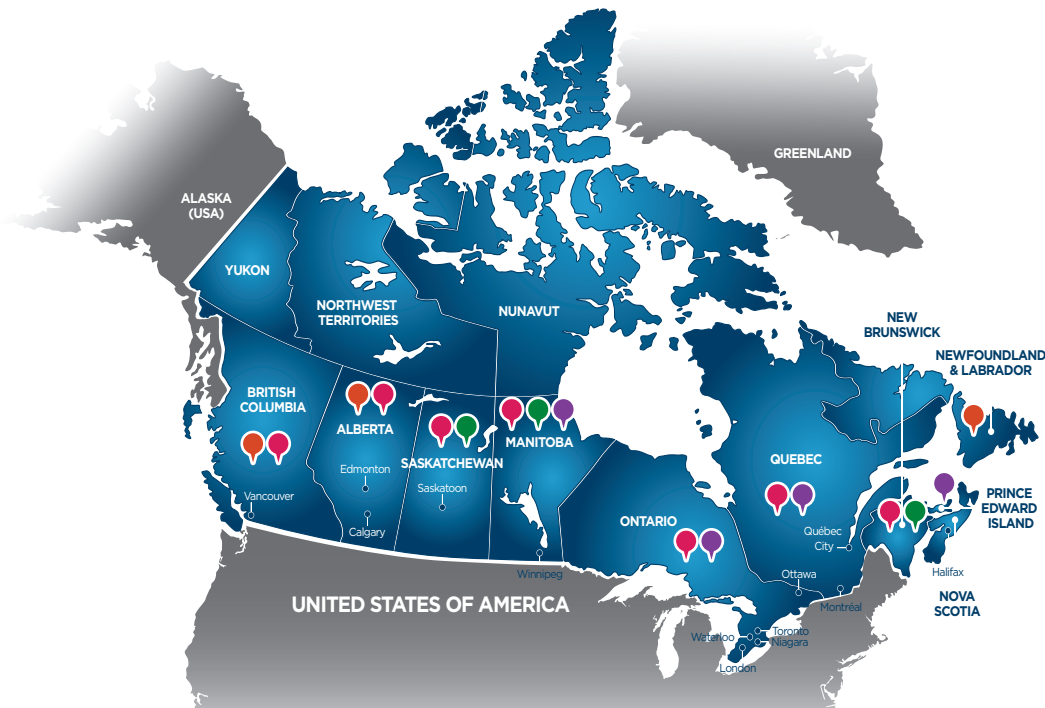 GREENLAND
ALASKA
(USA)
YUKON
NORTHWEST
TERRITORIES
NUNAVUT
NEW
BRUNSWICK
NEWFOUNDLAND
& LABRADOR
BRITISH
COLUMBIA
ALBERTA
SASKATCHEWAN
MANITOBA
Edmonton
Saskatoon
Vancouver
Calgary
Winnipeg
ONTARIO
QUEBEC
PRINCE
EDWARD
ISLAND
Québec
City
Ottawa
Montréal
Halifax
NOVA
SCOTIA
UNITED STATES OF AMERICA
Waterloo
Toronto
Niagara
London